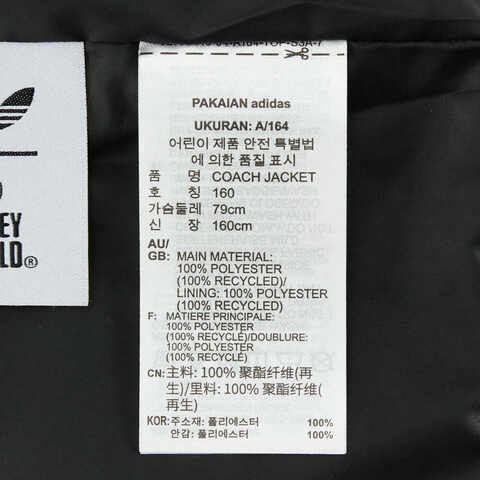 PAKAIAN adidas
UKURAN: A/164
어린이 제품 안전 특별법
에 의한 품질 표시
품 명 COACH JACKET
호 칭 160
가슴둘레 79cm
신 장 160cm
AU/
GB: MAIN MATERIAL:
100% POLYESTER
(100% RECYCLED)/
LINING: 100% POLYESTER
(100% RECYCLED)
F: MATIERE PRINCIPALE:
100% POLYESTER
(100% RECYCLÉ)/DOUBLURE:
100% POLYESTER
(100% RECYCLÉ)
CN: 主料: 100% 聚酯纤维(再
生)/里料: 100% 聚酯纤维(
再生)
KOR: 주소재: 폴리에스터 100%
안감: 폴리에스터 100%
EY
LD®